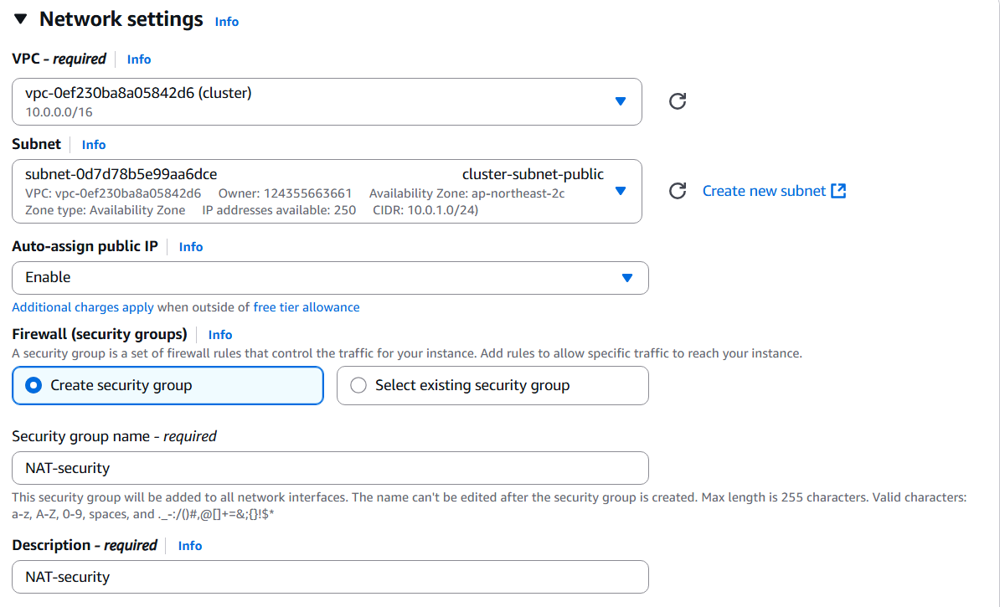 Network settings Info
VPC - required Info
vpc-0ef230ba8a05842d6 (cluster)
10.0.0.0/16
Subnet Info
subnet-0d7d78b5e99aa6dce cluster-subnet-public
VPC: vpc-0ef230ba8a05842d6 Owner: 124355663661 Availability Zone: ap-northeast-2c
Zone type: Availability Zone IP addresses available: 250 CIDR: 10.0.1.0/24)
Create new subnet
Auto-assign public IP Info
Enable
Additional charges apply when outside of free tier allowance
Firewall (security groups) Info
A security group is a set of firewall rules that control the traffic for your instance. Add rules to allow specific traffic to reach your instance.
Create security group Select existing security group
Security group name - required
NAT-security
This security group will be added to all network interfaces. The name can't be edited after the security group is created. Max length is 255 characters. Valid characters:
a-z, A-Z, 0-9, spaces, and ._-:/()#,@[]+=&;{}!$*
Description - required Info
NAT-security